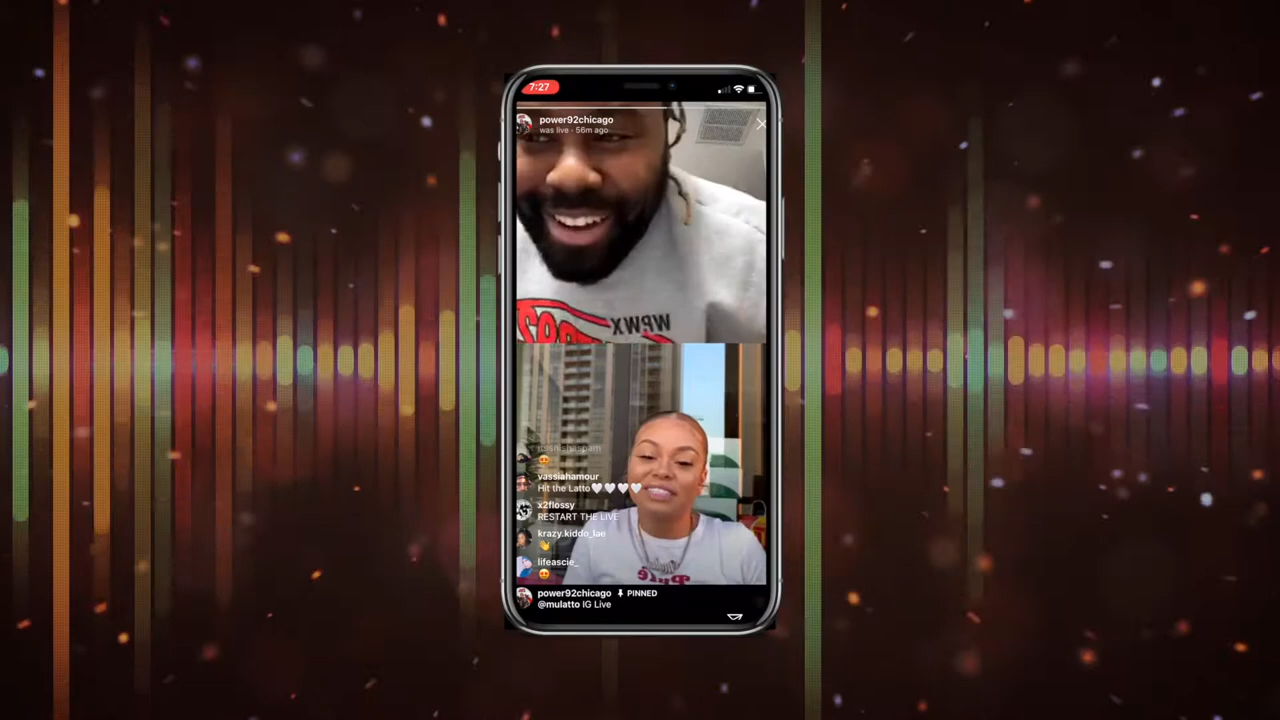 7:27
power92chicago
was live · 56m ago
WPWX
vassiahamour
Hit the Latto🤍🤍🤍🤍
x2flossy
RESTART THE LIVE
krazy.kiddo_lae
👋
lifeascie_
😍
power92chicago 📌 PINNED
@mulatto IG Live